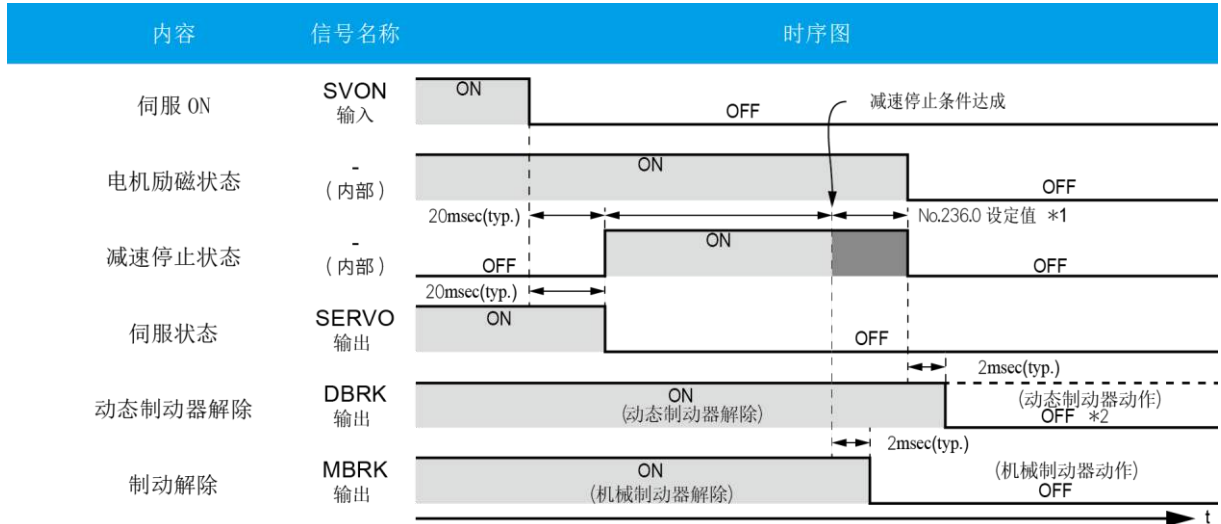 内容 信号名称 时序图
伺服 ON SVON 输入 ON OFF 减速停止条件达成
电机励磁状态 - （内部） ON OFF
20msec(typ.) No.236.0 设定值 *1
减速停止状态 - （内部） OFF ON OFF
20msec(typ.)
伺服状态 SERVO 输出 ON OFF
2msec(typ.)
动态制动器解除 DBRK 输出 ON (动态制动器解除) (动态制动器动作) OFF *2
2msec(typ.)
制动解除 MBRK 输出 ON (机械制动器解除) (机械制动器动作) OFF
t